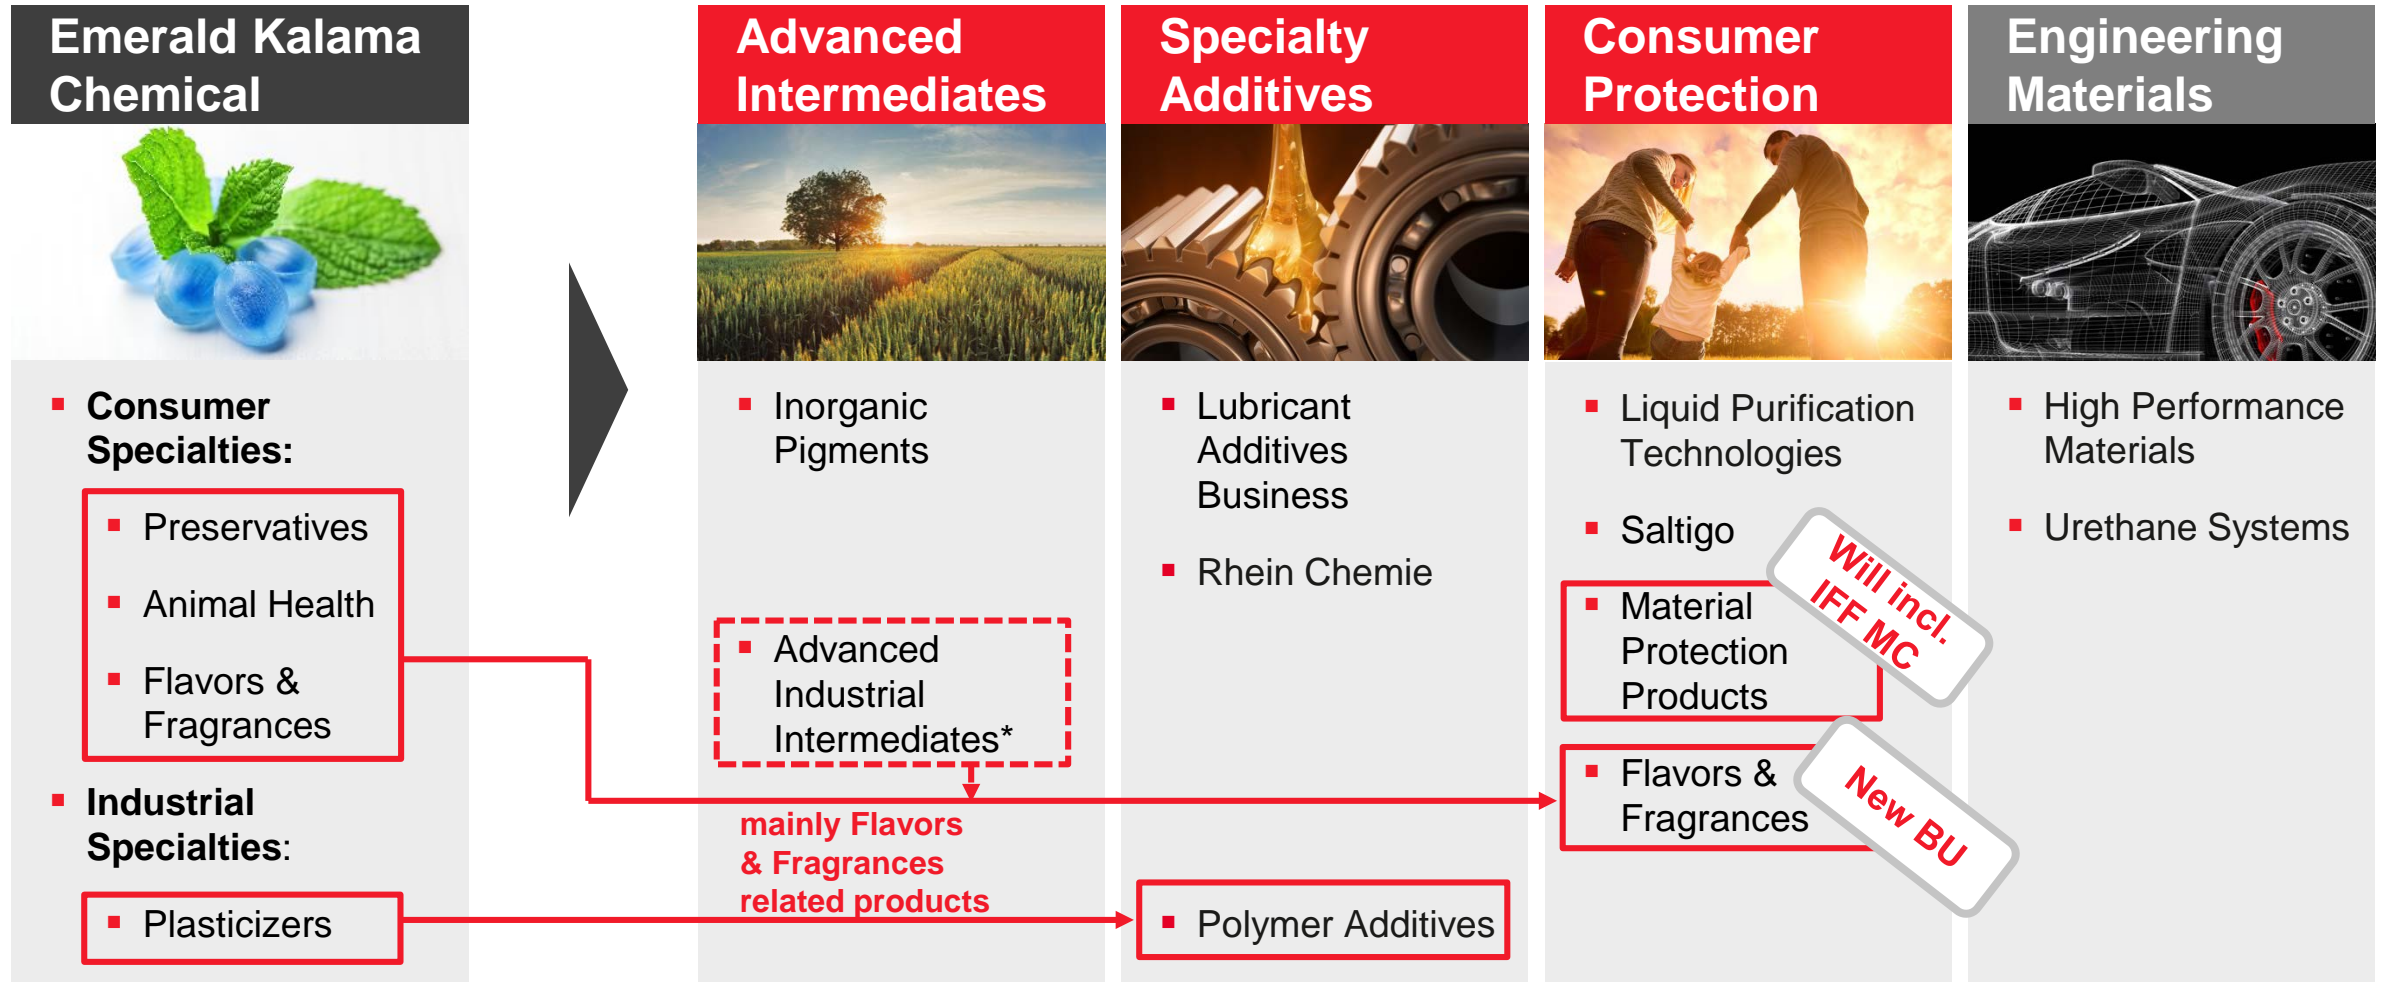 Emerald Kalama
Chemical
Consumer
Specialties:
Preservatives
Animal Health
Flavors &
Fragrances
Industrial
Specialties:
Plasticizers
Advanced
Intermediates
Inorganic
Pigments
Advanced
Industrial
Intermediates*
mainly Flavors
& Fragrances
related products
Specialty
Additives
Lubricant
Additives
Business
Rhein Chemie
Polymer Additives
Consumer
Protection
Liquid Purification
Technologies
Saltigo
Material
Protection
Products
Will incl.
IFF MC
Flavors &
Fragrances
New BU
Engineering
Materials
High Performance
Materials
Urethane Systems